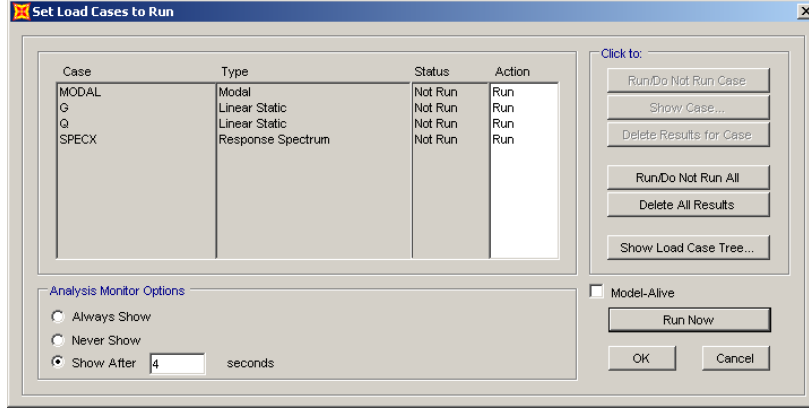 Set Load Cases to Run
Case Type Status Action
MODAL Modal Not Run Run
G Linear Static Not Run Run
Q Linear Static Not Run Run
SPECX Response Spectrum Not Run Run
Click to:
Run/Do Not Run Case
Show Case...
Delete Results for Case
Run/Do Not Run All
Delete All Results
Show Load Case Tree...
Analysis Monitor Options
Always Show
Never Show
Show After 4 seconds
Model-Alive
Run Now
OK Cancel